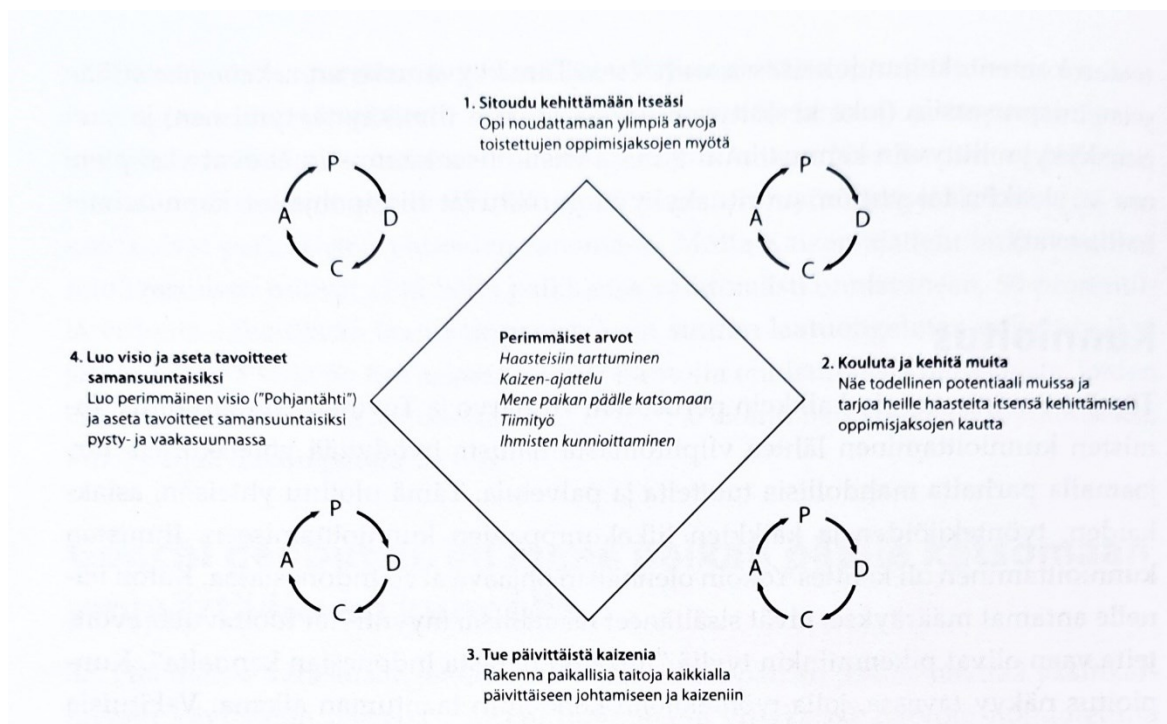 1. Sitoudu kehittämään itseäsi
Opi noudattamaan ylimpiä arvoja
toistettujen oppimisjaksojen myötä
P
A
D
C
P
A
D
C
Perimmäiset arvot
Haasteisiin tarttuminen
Kaizen-ajattelu
Mene paikan päälle katsomaan
Tiimityö
Ihmisten kunnioittaminen
4. Luo visio ja aseta tavoitteet
samansuuntaisiksi
Luo perimmäinen visio ("Pohjantähti")
ja aseta tavoitteet samansuuntaisiksi
pysty- ja vaakasuunnassa
2. Kouluta ja kehitä muita
Näe todellinen potentiaali muissa ja
tarjoa heille haasteita itsensä kehittämisen
oppimisjaksojen kautta
P
A
D
C
P
A
D
C
3. Tue päivittäistä kaizenia
Rakenna paikallisia taitoja kaikkialla
päivittäiseen johtamiseen ja kaizeniin